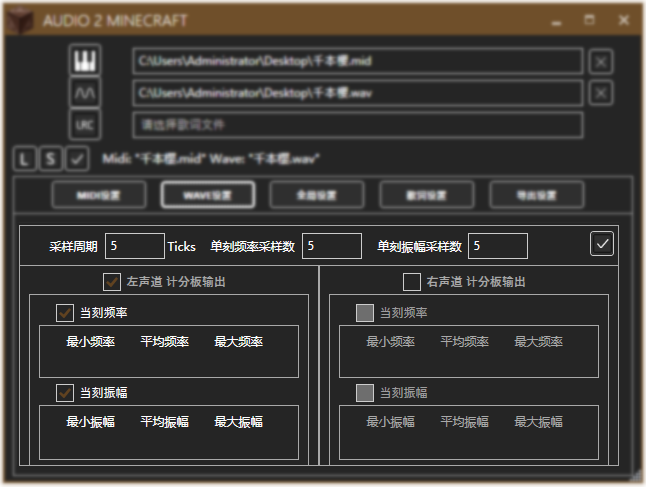 AUDIO 2 MINECRAFT
C:\Users\Administrator\Desktop\千本樱.mid
C:\Users\Administrator\Desktop\千本樱.wav
LRC 请选择歌词文件
L S Midi: "千本樱.mid" Wave: "千本樱.wav"
MIDI设置 WAVE设置 全局设置 歌词设置 导出设置
采样周期 5 Ticks 单刻频率采样数 5 单刻振幅采样数 5
左声道 计分板输出 右声道 计分板输出
当刻频率 当刻频率
最小频率 平均频率 最大频率 最小频率 平均频率 最大频率
当刻振幅 当刻振幅
最小振幅 平均振幅 最大振幅 最小振幅 平均振幅 最大振幅